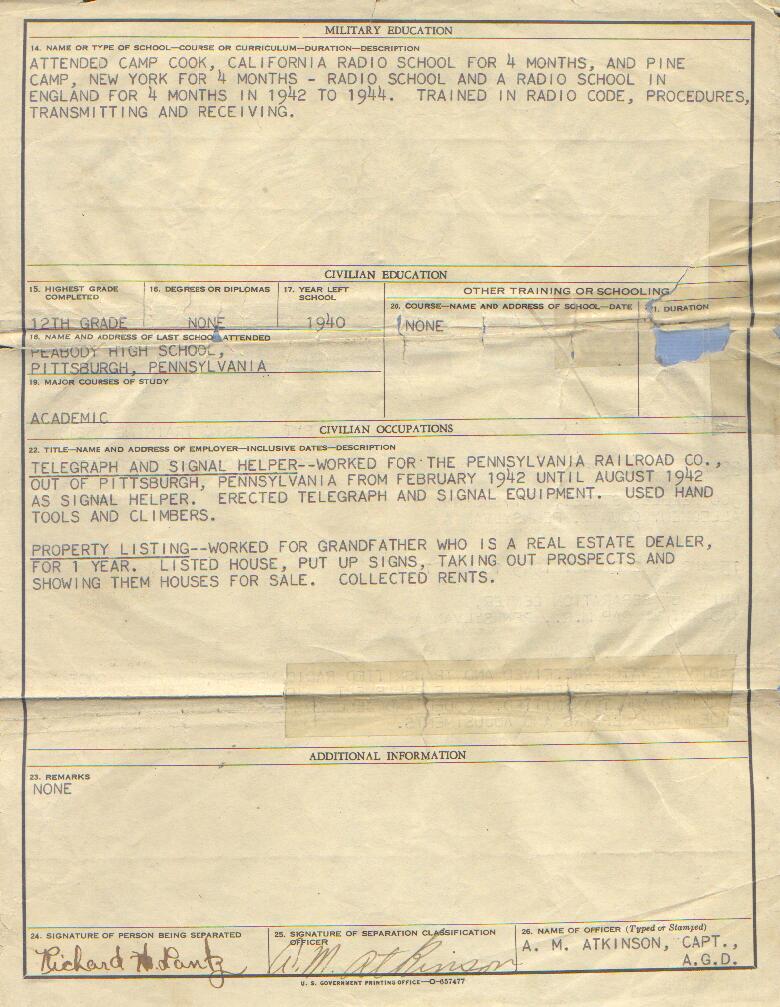 MILITARY EDUCATION
14. NAME OR TYPE OF SCHOOL—COURSE OR CURRICULUM—DURATION—DESCRIPTION
ATTENDED CAMP COOK, CALIFORNIA RADIO SCHOOL FOR 4 MONTHS, AND PINE
CAMP, NEW YORK FOR 4 MONTHS - RADIO SCHOOL AND A RADIO SCHOOL IN
ENGLAND FOR 4 MONTHS IN 1942 TO 1944. TRAINED IN RADIO CODE, PROCEDURES,
TRANSMITTING AND RECEIVING.
CIVILIAN EDUCATION
15. HIGHEST GRADE COMPLETED
12TH GRADE
16. DEGREES OR DIPLOMAS
NONE
17. YEAR LEFT SCHOOL
1940
OTHER TRAINING OR SCHOOLING
20. COURSE—NAME AND ADDRESS OF SCHOOL—DATE
NONE
21. DURATION
18. NAME AND ADDRESS OF LAST SCHOOL ATTENDED
PEABODY HIGH SCHOOL,
PITTSBURGH, PENNSYLVANIA
19. MAJOR COURSES OF STUDY
ACADEMIC
CIVILIAN OCCUPATIONS
22. TITLE—NAME AND ADDRESS OF EMPLOYER—INCLUSIVE DATES—DESCRIPTION
TELEGRAPH AND SIGNAL HELPER--WORKED FOR THE PENNSYLVANIA RAILROAD CO.,
OUT OF PITTSBURGH, PENNSYLVANIA FROM FEBRUARY 1942 UNTIL AUGUST 1942
AS SIGNAL HELPER. ERECTED TELEGRAPH AND SIGNAL EQUIPMENT. USED HAND
TOOLS AND CLIMBERS.
PROPERTY LISTING--WORKED FOR GRANDFATHER WHO IS A REAL ESTATE DEALER,
FOR 1 YEAR. LISTED HOUSE, PUT UP SIGNS, TAKING OUT PROSPECTS AND
SHOWING THEM HOUSES FOR SALE. COLLECTED RENTS.
ADDITIONAL INFORMATION
23. REMARKS
NONE
24. SIGNATURE OF PERSON BEING SEPARATED
Richard H. Lantz
25. SIGNATURE OF SEPARATION CLASSIFICATION OFFICER
A. M. Atkinson
26. NAME OF OFFICER (Typed or Stamped)
A. M. ATKINSON, CAPT.,
A.G.D.
U. S. GOVERNMENT PRINTING OFFICE—O-657477